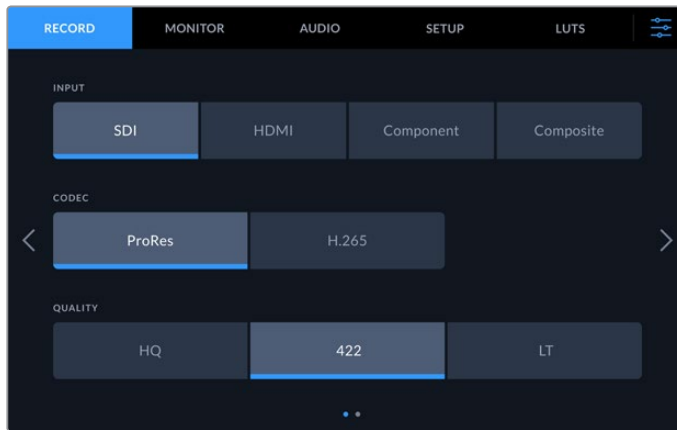 RECORD MONITOR AUDIO SETUP LUTS
INPUT
SDI HDMI Component Composite
CODEC
ProRes H.265
QUALITY
HQ 422 LT